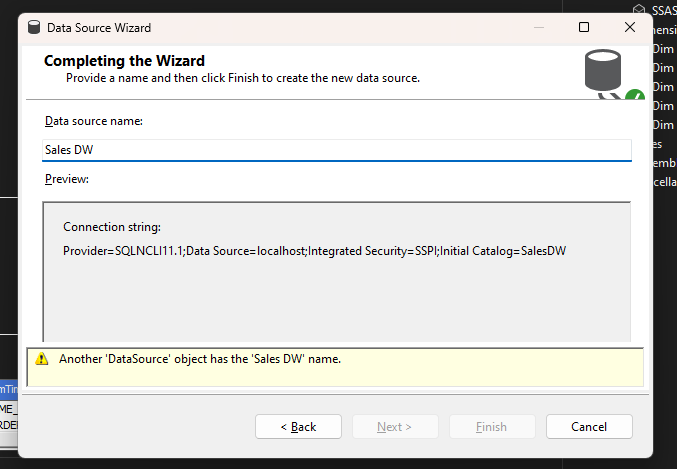 Data Source Wizard
Completing the Wizard
Provide a name and then click Finish to create the new data source.
Data source name:
Sales DW
Preview:
Connection string:
Provider=SQLNCLI11.1;Data Source=localhost;Integrated Security=SSPI;Initial Catalog=SalesDW
Another 'DataSource' object has the 'Sales DW' name.
< Back
Next >
Finish
Cancel
SSAS
nensi
Dim
Dim
Dim
Dim
Dim
es
emb
cella
mTim
ME_
RDE